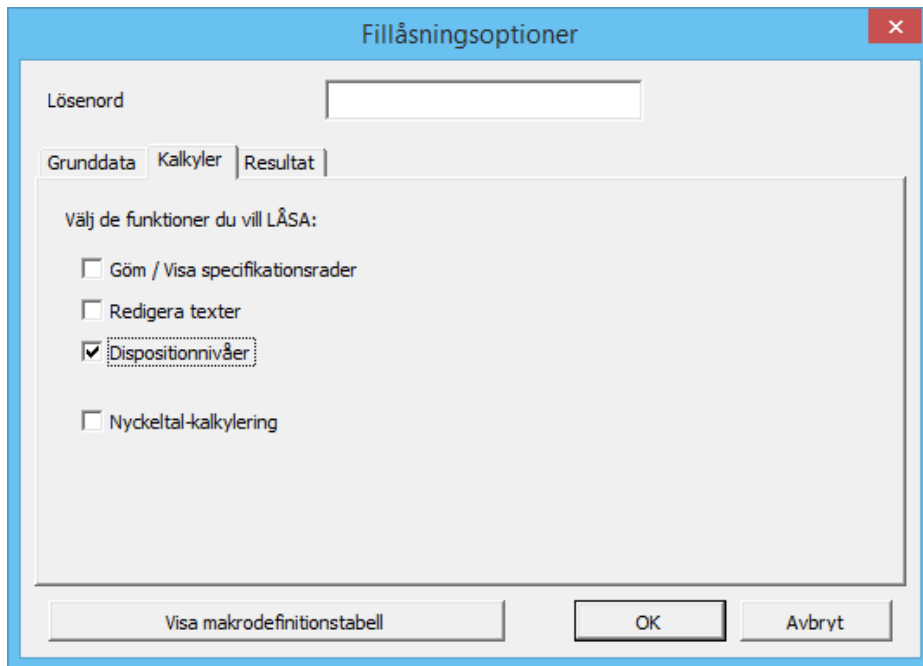 Fillåsningsoptioner
Lösenord
Grunddata Kalkyler Resultat
Välj de funktioner du vill LÅSA:
Göm / Visa specifikationsrader
Redigera texter
Dispositionnivåer
Nyckeltal-kalkylering
Visa makrodefinitionstabell OK Avbryt